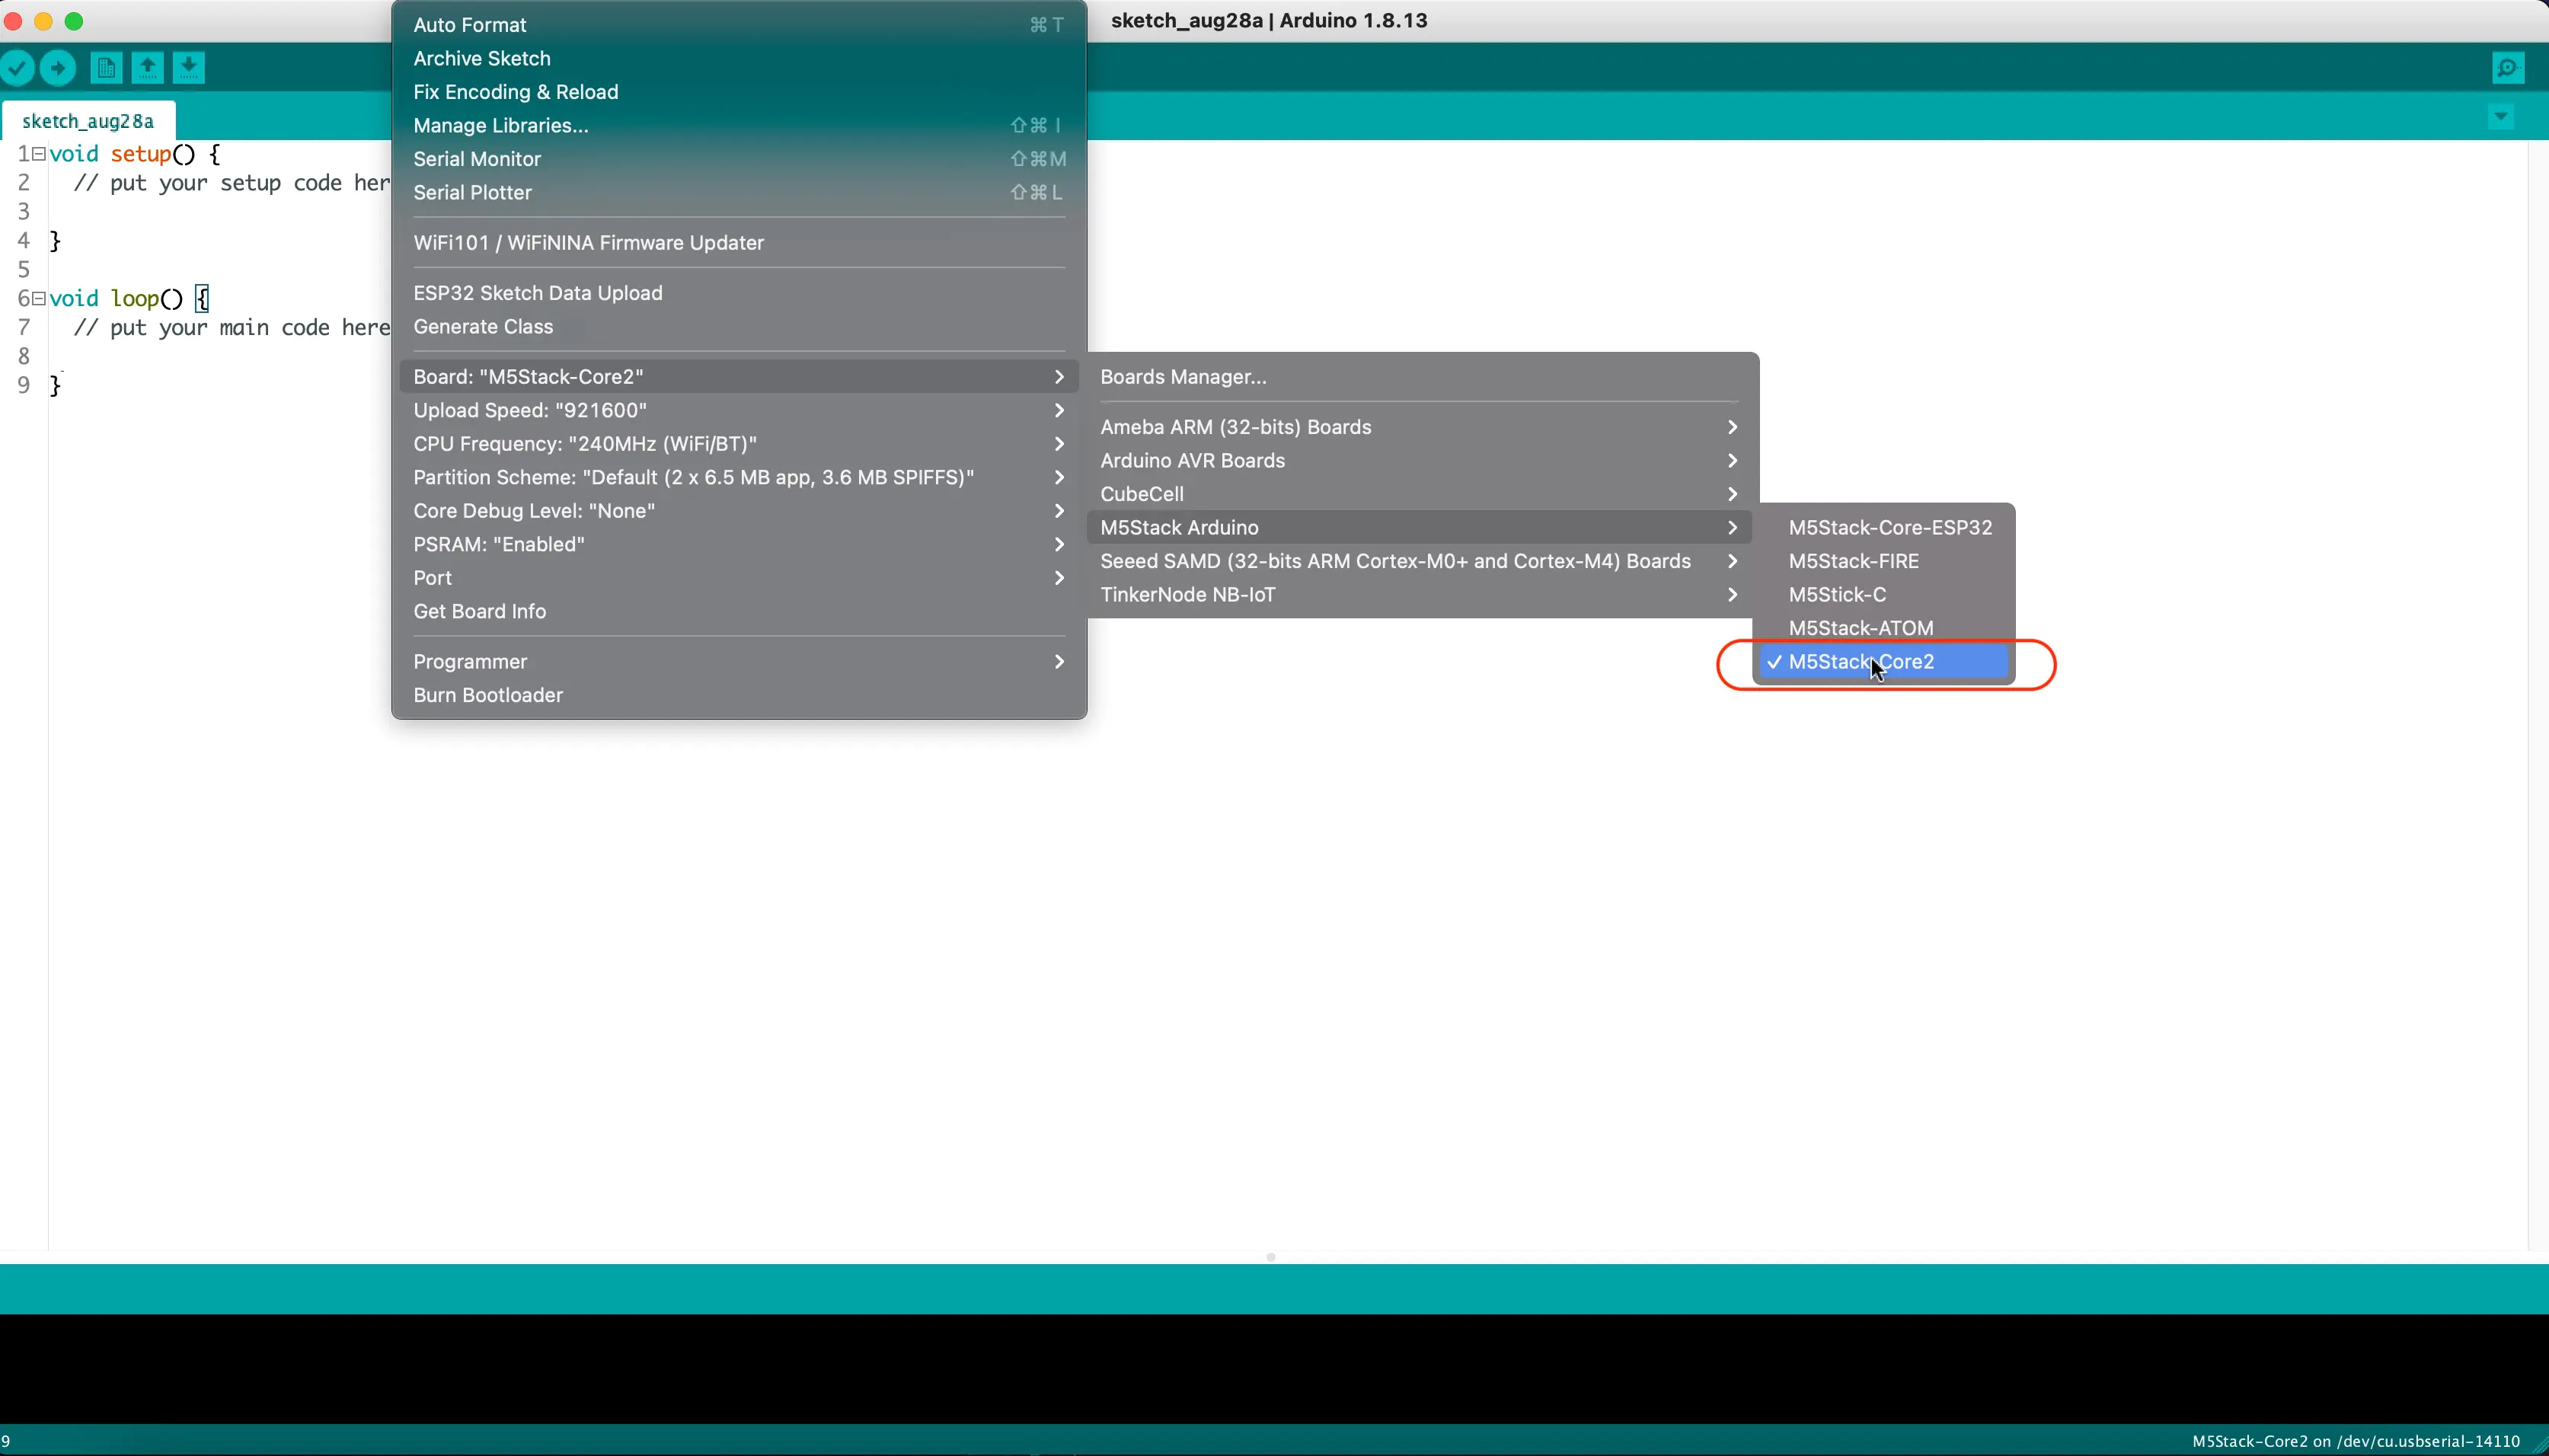 sketch_aug28a | Arduino 1.8.13
sketch_aug28a
1 void setup() {
2 // put your setup code her
3
4 }
5
6 void loop() {
7 // put your main code here
8
9 }
Auto Format ⌘ T
Archive Sketch
Fix Encoding & Reload
Manage Libraries... ⇧⌘ I
Serial Monitor ⇧⌘M
Serial Plotter ⇧⌘ L
WiFi101 / WiFiNINA Firmware Updater
ESP32 Sketch Data Upload
Generate Class
Board: "M5Stack-Core2"
Upload Speed: "921600"
CPU Frequency: "240MHz (WiFi/BT)"
Partition Scheme: "Default (2 x 6.5 MB app, 3.6 MB SPIFFS)"
Core Debug Level: "None"
PSRAM: "Enabled"
Port
Get Board Info
Programmer
Burn Bootloader
Boards Manager...
Ameba ARM (32-bits) Boards
Arduino AVR Boards
CubeCell
M5Stack Arduino
Seeed SAMD (32-bits ARM Cortex-M0+ and Cortex-M4) Boards
TinkerNode NB-IoT
M5Stack-Core-ESP32
M5Stack-FIRE
M5Stick-C
M5Stack-ATOM
✓ M5Stack-Core2
9
M5Stack-Core2 on /dev/cu.usbserial-14110